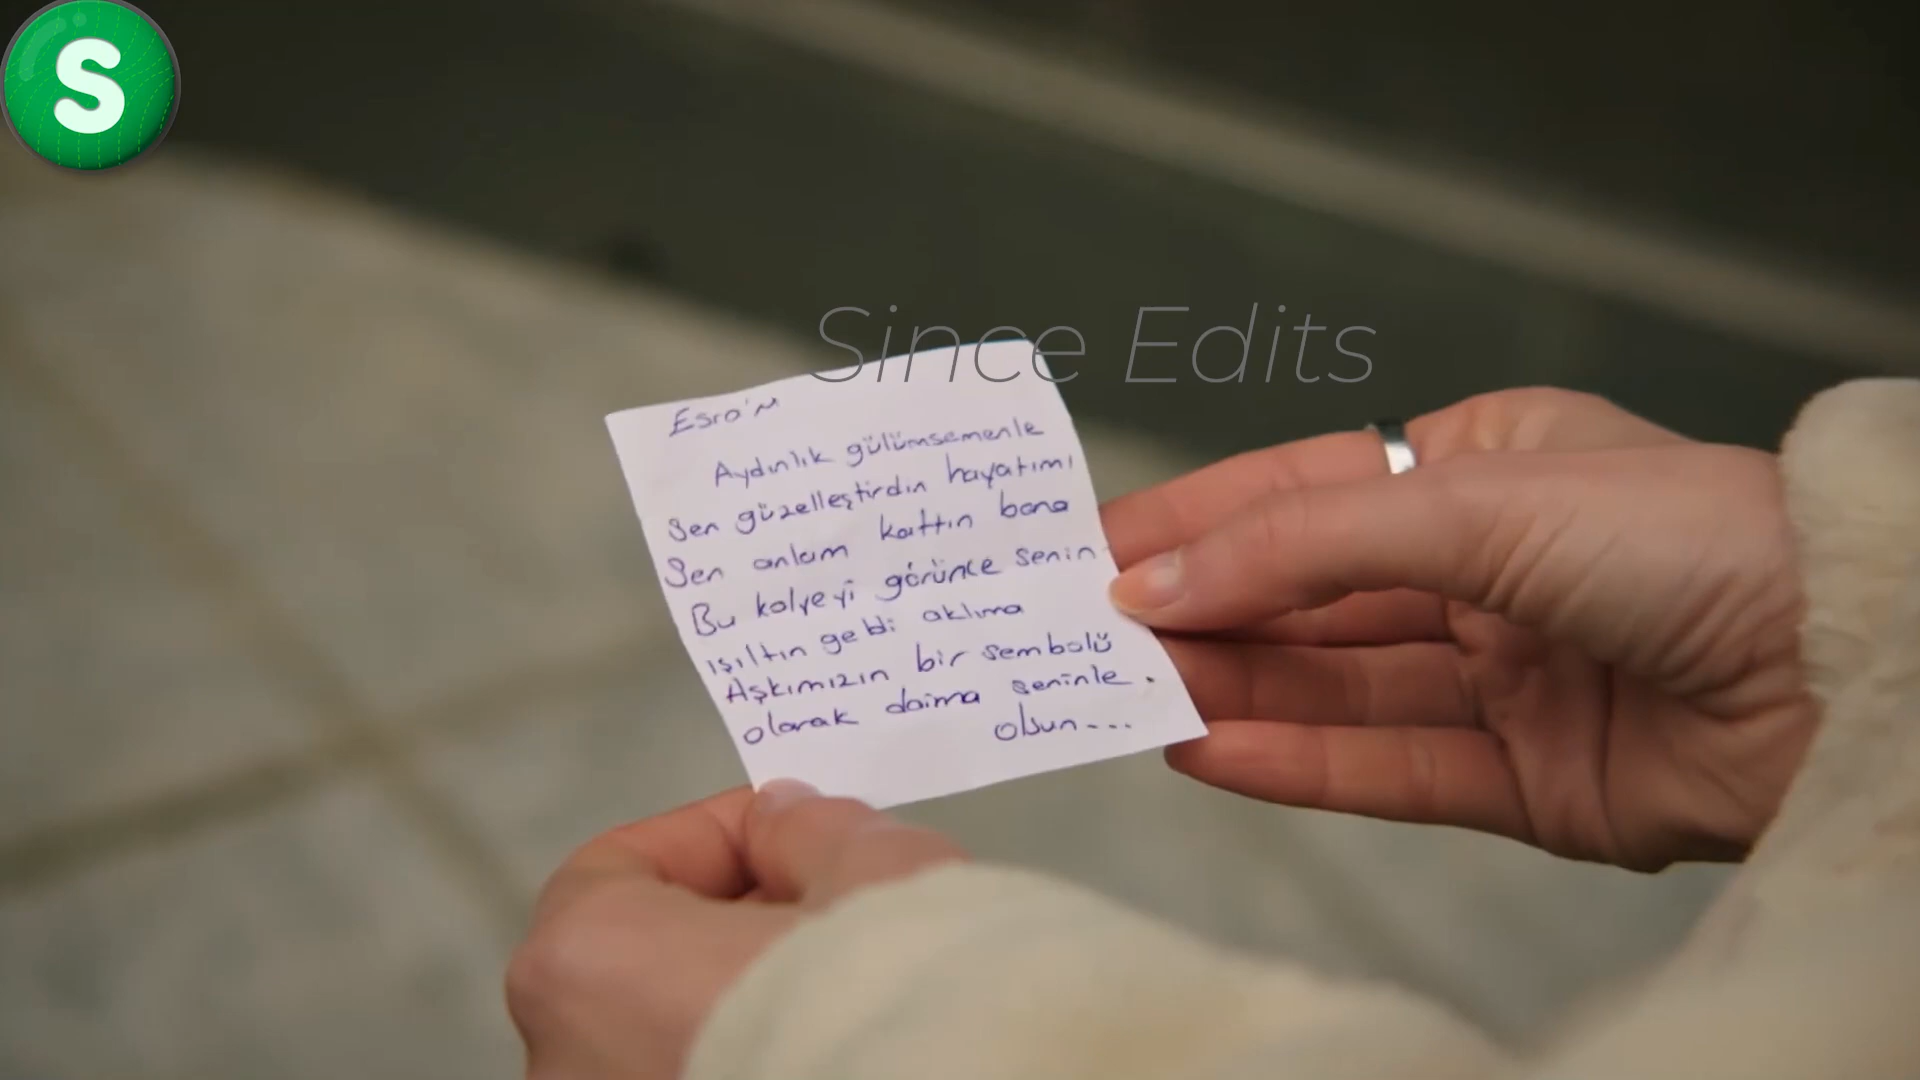 S
Since Edits
Esra'm
Aydınlık gülümsemenle
Sen güzelleştirdin hayatımı
Sen anlam kattın bana
Bu kolyeyi görünce senin
ışıltın geldi aklıma
Aşkımızın bir sembolü
olarak daima seninle.
olsun...